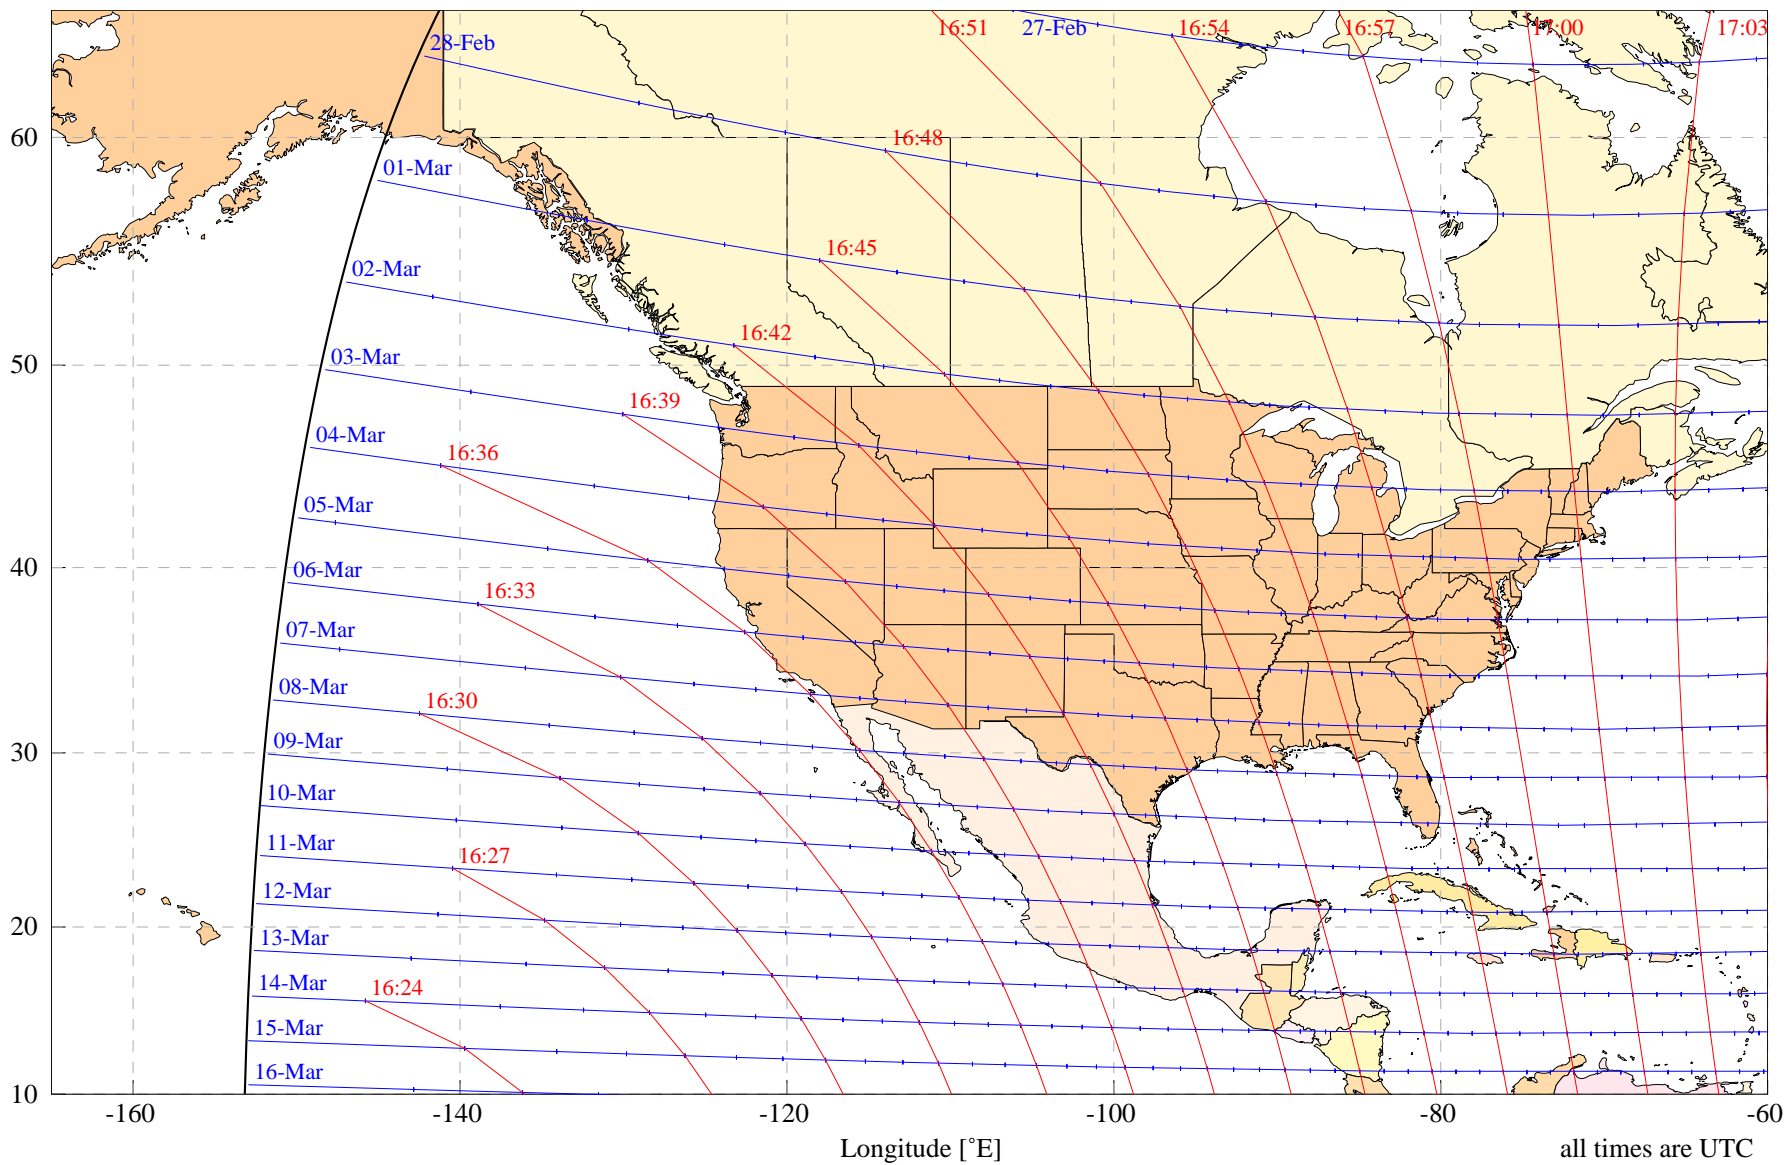 16:51
27-Feb
16:54
16:57
17:00
17:03
28-Feb
60
16:48
01-Mar
16:45
02-Mar
16:42
03-Mar
50
16:39
04-Mar
16:36
05-Mar
40
06-Mar
16:33
07-Mar
08-Mar
16:30
09-Mar
30
10-Mar
11-Mar
16:27
12-Mar
20
13-Mar
14-Mar
16:24
15-Mar
16-Mar
10
-160
-140
-120
-100
-80
-60
Longitude [°E]
all times are UTC